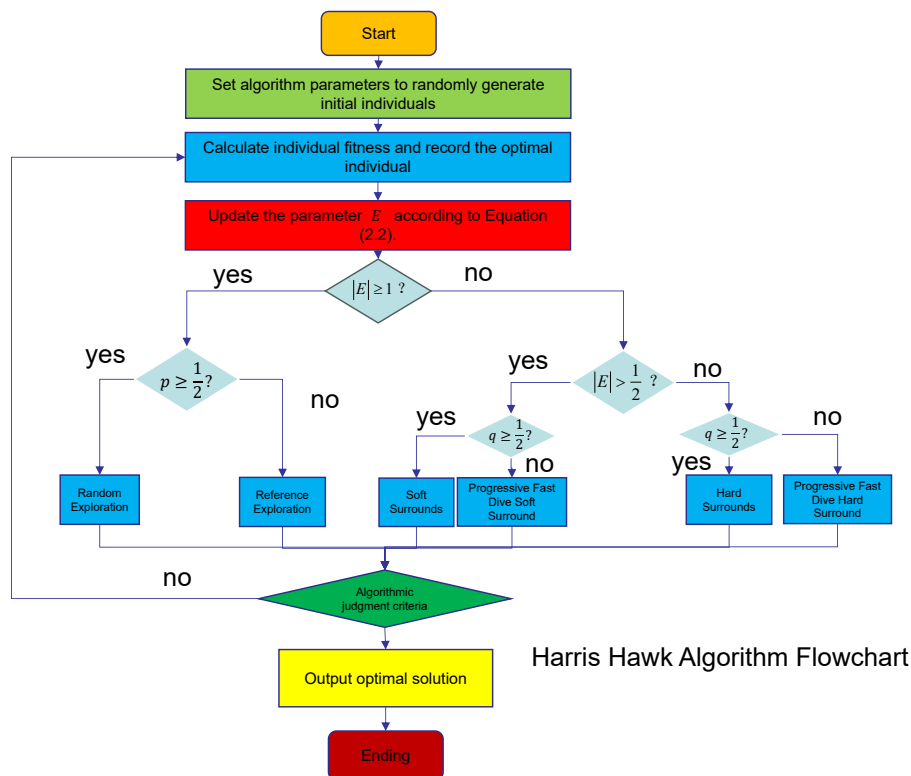 Start
Set algorithm parameters to randomly generate
initial individuals
Calculate individual fitness and record the optimal
individual
Update the parameter E according to Equation
(2.2).
yes
no
|E| ≥ 1 ?
yes
p ≥ 1/2?
no
yes
|E| > 1/2 ?
no
yes
q ≥ 1/2?
no
q ≥ 1/2?
yes
no
Random
Exploration
Reference
Exploration
Soft
Surrounds
Progressive Fast
Dive Soft
Surround
Hard
Surrounds
Progressive Fast
Dive Hard
Surround
no
Algorithmic
judgment criteria
Output optimal solution
Harris Hawk Algorithm Flowchart
Ending